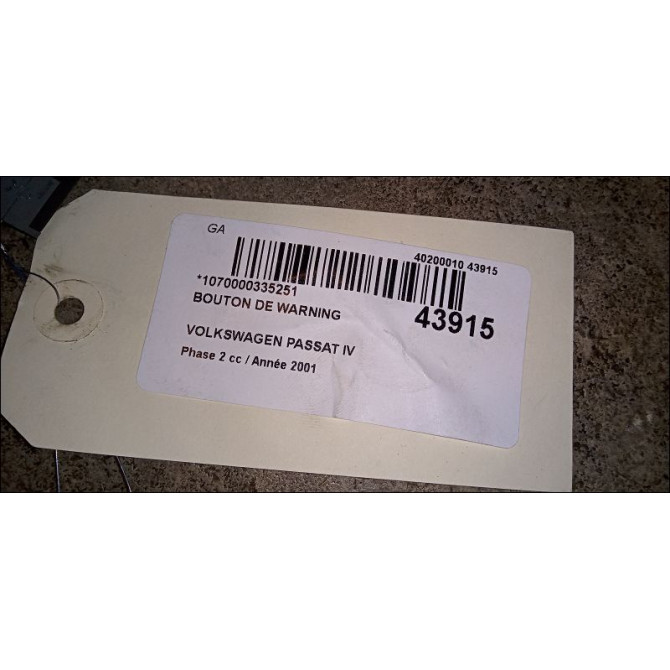 GA
40200010 43915
*1070000335251
BOUTON DE WARNING
43915
VOLKSWAGEN PASSAT IV
Phase 2 cc / Année 2001